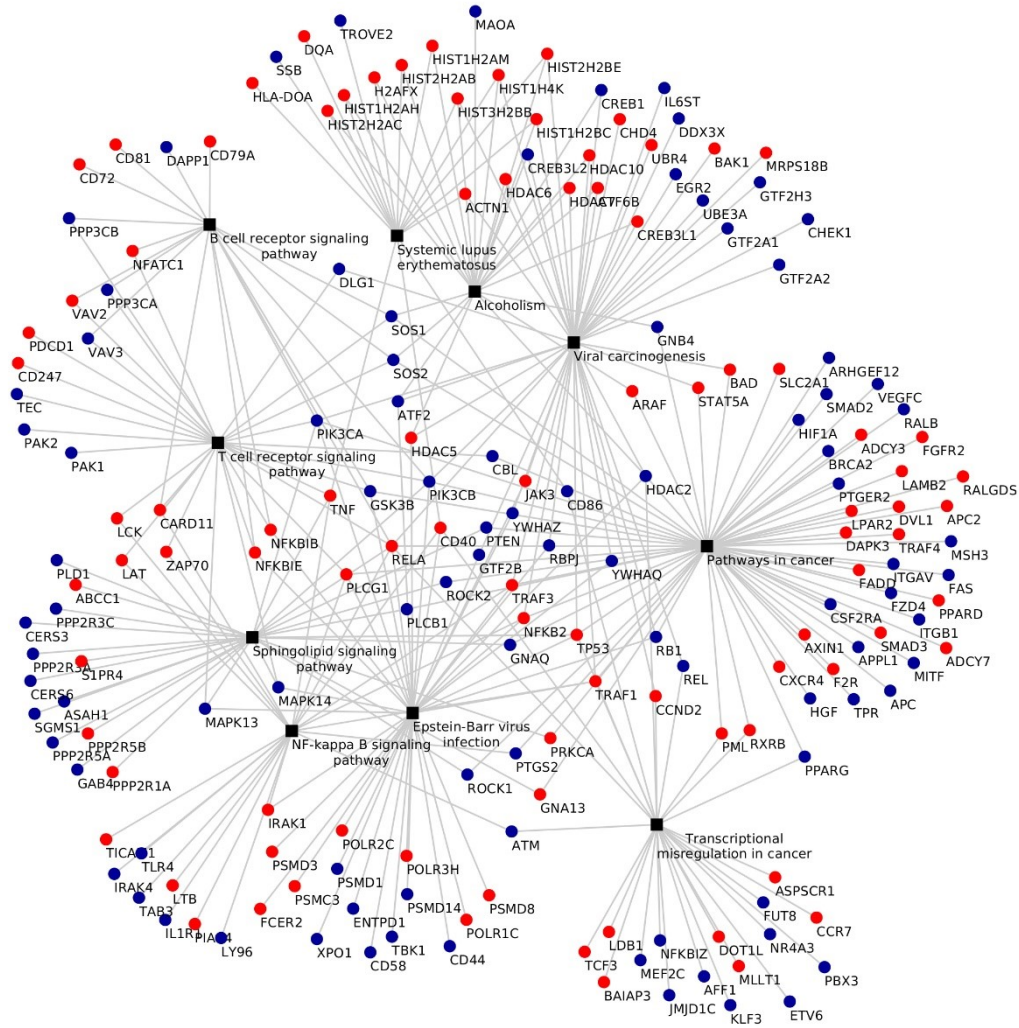 MAOA
TROVE2
DQA
HIST1H2AM
SSB
HIST2H2AB
HIST2H2BE
HLA-DOA
H2AFX
HIST1H4K
HIST1H2AH
HIST3H2BB
CREB1
IL6ST
HIST2H2AC
HIST1H2BC
CHD4
DDX3X
CD81
DAPP1
CD79A
CREB3L2
HDAC10
UBR4
BAK1
MRPS18B
CD72
HDAC6
EGR2
ACTN1
ATF6B
UBE3A
GTF2H3
PPP3CB
B cell receptor signaling
pathway
CREB3L1
GTF2A1
CHEK1
NFATC1
Systemic lupus
erythematosus
DLG1
GTF2A2
PPP3CA
Alcoholism
VAV2
SOS1
GNB4
VAV3
Viral carcinogenesis
PDCD1
SOS2
ARHGEF12
CD247
BAD
SLC2A1
VEGFC
TEC
ATF2
ARAF
STAT5A
SMAD2
RALB
PAK2
PIK3CA
HIF1A
ADCY3
FGFR2
PAK1
T cell receptor signaling
pathway
HDAC5
CBL
BRCA2
LAMB2
RALGDS
GSK3B
PIK3CB
JAK3
CD86
HDAC2
PTGER2
TNF
LPAR2
DVL1
APC2
LCK
CARD11
YWHAZ
NFKBIB
CD40
PTEN
DAPK3
TRAF4
MSH3
LAT
ZAP70
NFKBIE
RELA
GTF2B
RBPJ
YWHAQ
Pathways in cancer
PLD1
FADD
ITGAV
FAS
ABCC1
PLCG1
ROCK2
TRAF3
FZD4
PPARD
PPP2R3C
PLCB1
CSF2RA
ITGB1
CERS3
NFKB2
AXIN1
SMAD3
PPP2R3A
Sphingolipid signaling
pathway
GNAQ
TP53
RB1
APPL1
ADCY7
S1PR4
REL
CXCR4
F2R
MITF
CERS6
MAPK14
TRAF1
CCND2
HGF
TPR
APC
ASAH1
MAPK13
SGMS1
Epstein-Barr virus
infection
PPP2R5B
NF-kappa B signaling
pathway
PRKCA
PML
RXRB
PPP2R5A
PTGS2
PPARG
GAB4
PPP2R1A
ROCK1
GNA13
IRAK1
POLR2C
ATM
Transcriptional
misregulation in cancer
TLR4
PSMD3
POLR3H
IRAK4
PSMD1
ASPSCR1
LTB
PSMC3
TAB3
PSMD14
PSMD8
FUT8
FCER2
ENTPD1
CCR7
LY96
XPO1
TBK1
POLR1C
LDB1
NFKBIZ
DOT1L
NR4A3
CD58
CD44
TCF3
MEF2C
MLLT1
PBX3
BAIAP3
AFF1
JMJD1C
KLF3
ETV6